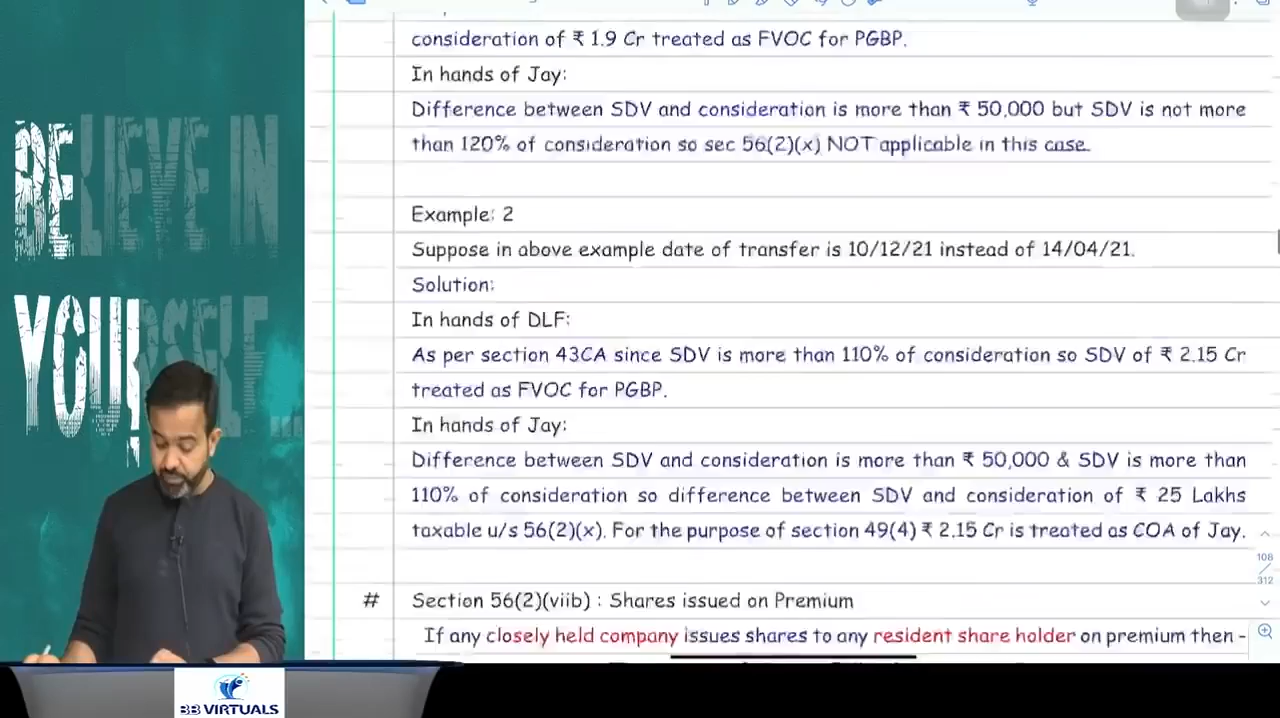 BELIEVE IN
YOURSELF...
consideration of ₹ 1.9 Cr treated as FVOC for PGBP.
In hands of Jay:
Difference between SDV and consideration is more than ₹ 50,000 but SDV is not more
than 120% of consideration so sec 56(2)(x) NOT applicable in this case.
Example: 2
Suppose in above example date of transfer is 10/12/21 instead of 14/04/21.
Solution:
In hands of DLF:
As per section 43CA since SDV is more than 110% of consideration so SDV of ₹ 2.15 Cr
treated as FVOC for PGBP.
In hands of Jay:
Difference between SDV and consideration is more than ₹ 50,000 & SDV is more than
110% of consideration so difference between SDV and consideration of ₹ 25 Lakhs
taxable u/s 56(2)(x). For the purpose of section 49(4) ₹ 2.15 Cr is treated as COA of Jay.
108
/
312
# Section 56(2)(viib) : Shares issued on Premium
If any closely held company issues shares to any resident share holder on premium then -
BB VIRTUALS